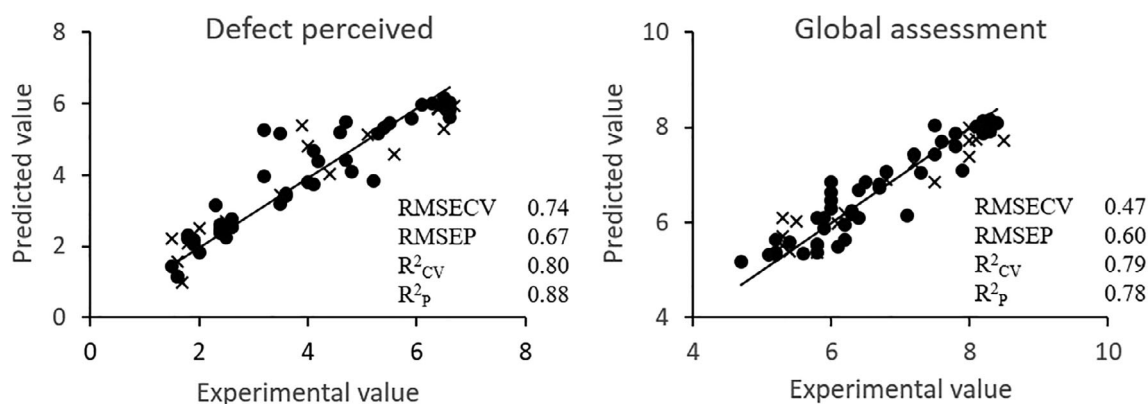 Defect perceived
Predicted value
8
6
4
2
0
RMSECV 0.74
RMSEP 0.67
R²CV 0.80
R²P 0.88
0 2 4 6 8
Experimental value
Global assessment
Predicted value
10
8
6
4
RMSECV 0.47
RMSEP 0.60
R²CV 0.79
R²P 0.78
4 6 8 10
Experimental value